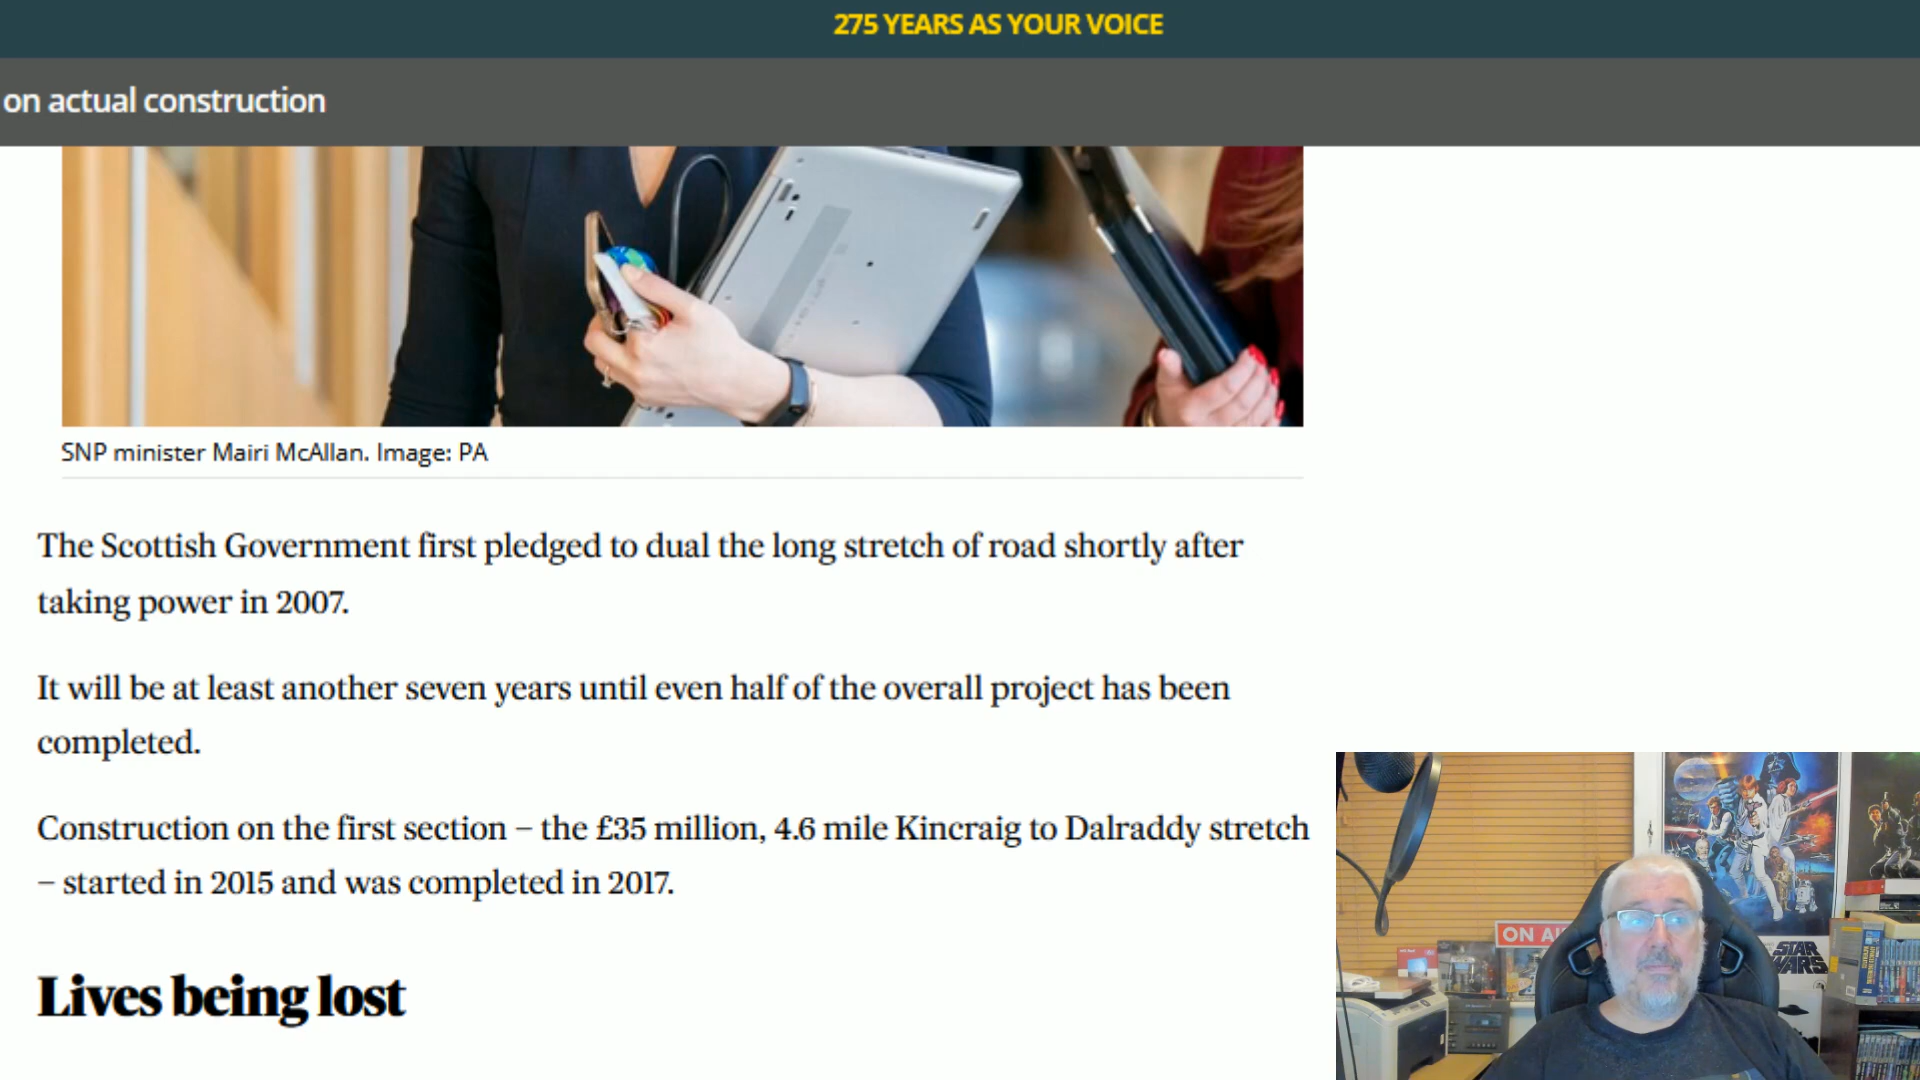 275 YEARS AS YOUR VOICE
on actual construction
SNP minister Mairi McAllan. Image: PA
The Scottish Government first pledged to dual the long stretch of road shortly after
taking power in 2007.
It will be at least another seven years until even half of the overall project has been
completed.
Construction on the first section – the £35 million, 4.6 mile Kincraig to Dalraddy stretch
– started in 2015 and was completed in 2017.
Lives being lost
ON AI
STAR
WARS